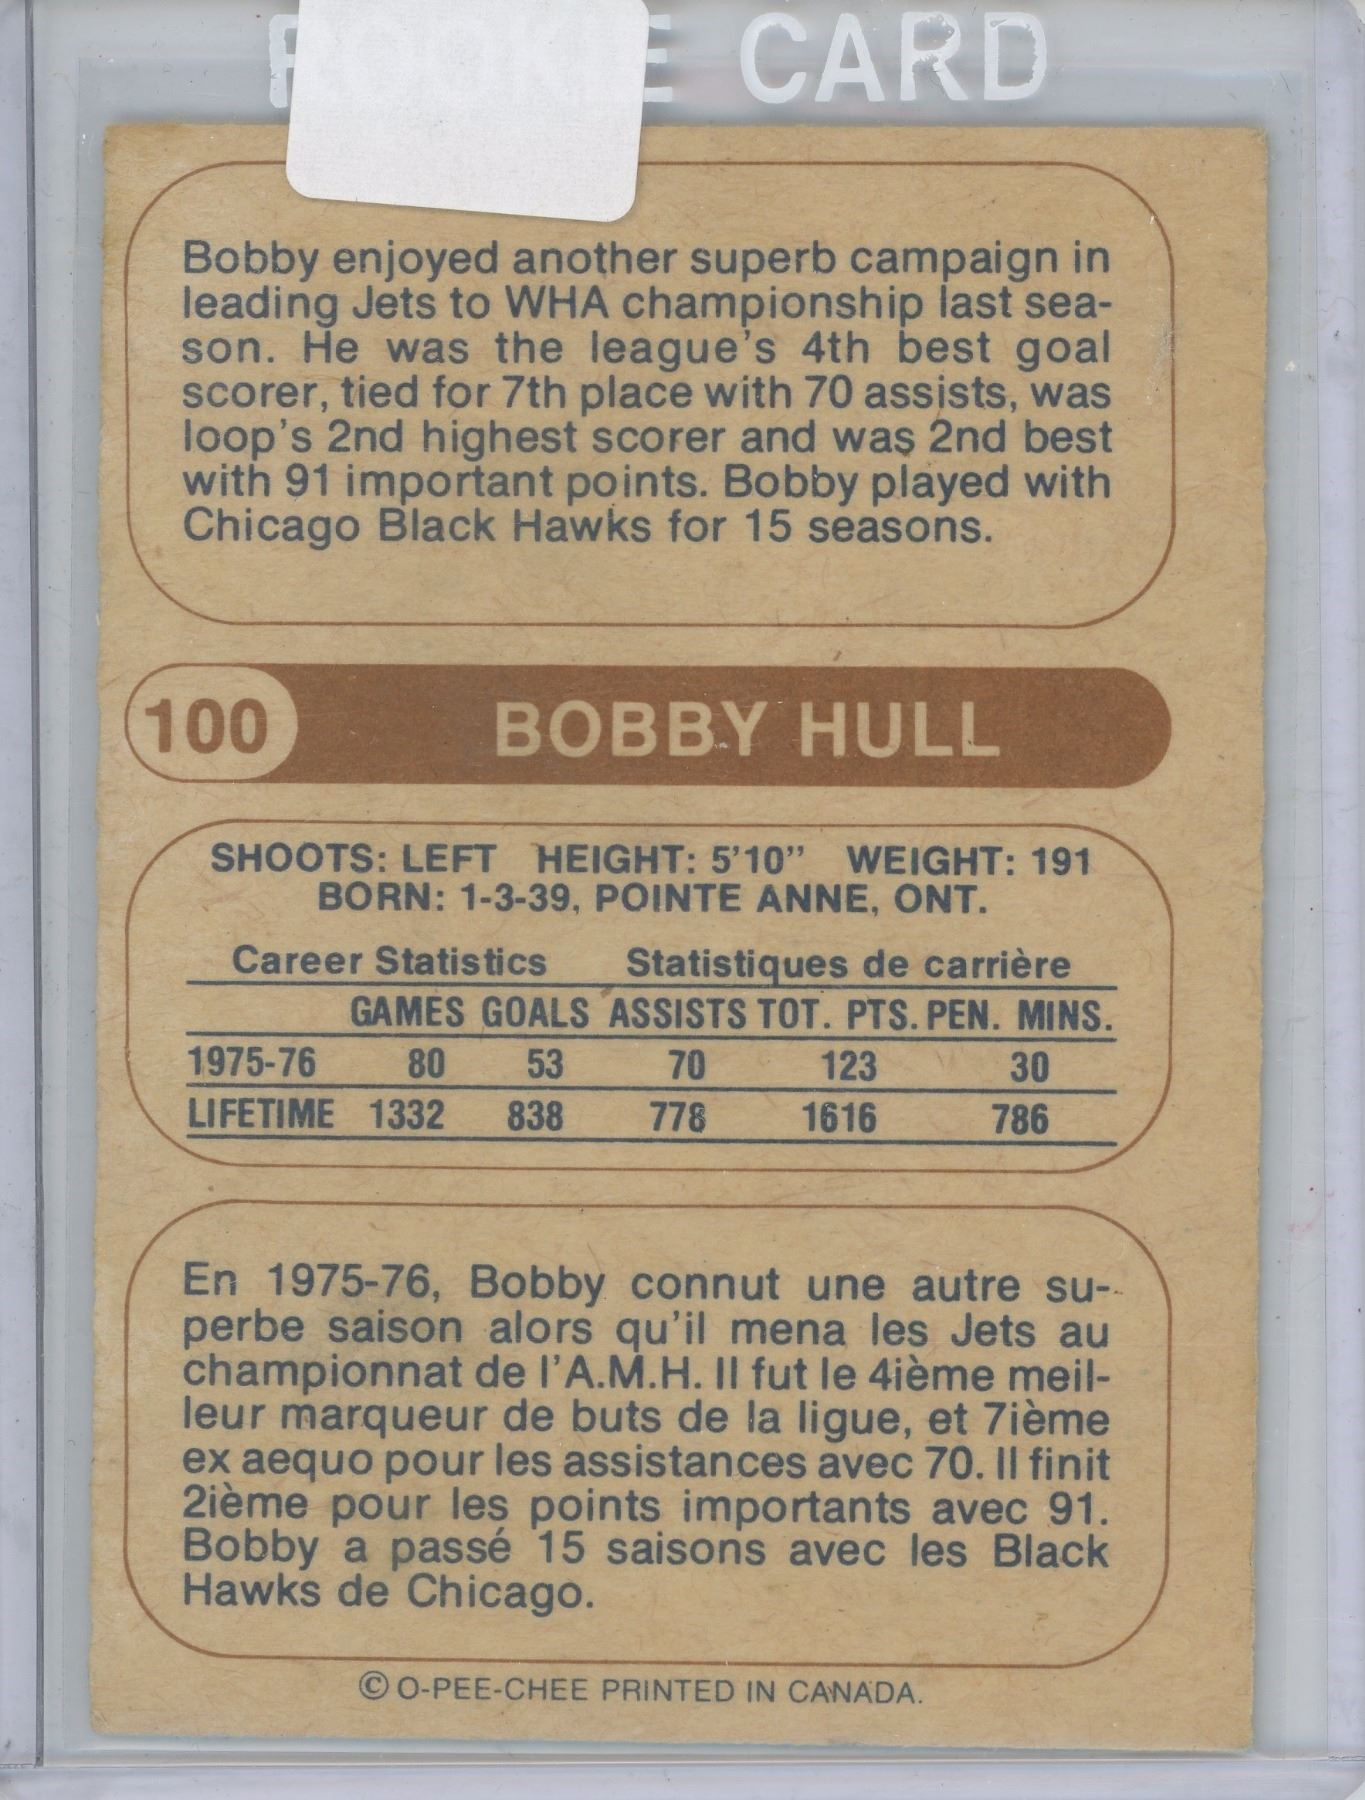 CARD
Bobby enjoyed another superb campaign in
leading Jets to WHA championship last sea-
son. He was the league's 4th best goal
scorer, tied for 7th place with 70 assists, was
loop's 2nd highest scorer and was 2nd best
with 91 important points. Bobby played with
Chicago Black Hawks for 15 seasons.
100 BOBBY HULL
SHOOTS: LEFT HEIGHT: 5'10" WEIGHT: 191
BORN: 1-3-39, POINTE ANNE, ONT.
Career Statistics Statistiques de carrière
GAMES GOALS ASSISTS TOT. PTS. PEN. MINS.
1975-76 80 53 70 123 30
LIFETIME 1332 838 778 1616 786
En 1975-76, Bobby connut une autre su-
perbe saison alors qu'il mena les Jets au
championnat de l'A.M.H. Il fut le 4ième meil-
leur marqueur de buts de la ligue, et 7ième
ex aequo pour les assistances avec 70. Il finit
2ième pour les points importants avec 91.
Bobby a passé 15 saisons avec les Black
Hawks de Chicago.
© O-PEE-CHEE PRINTED IN CANADA.